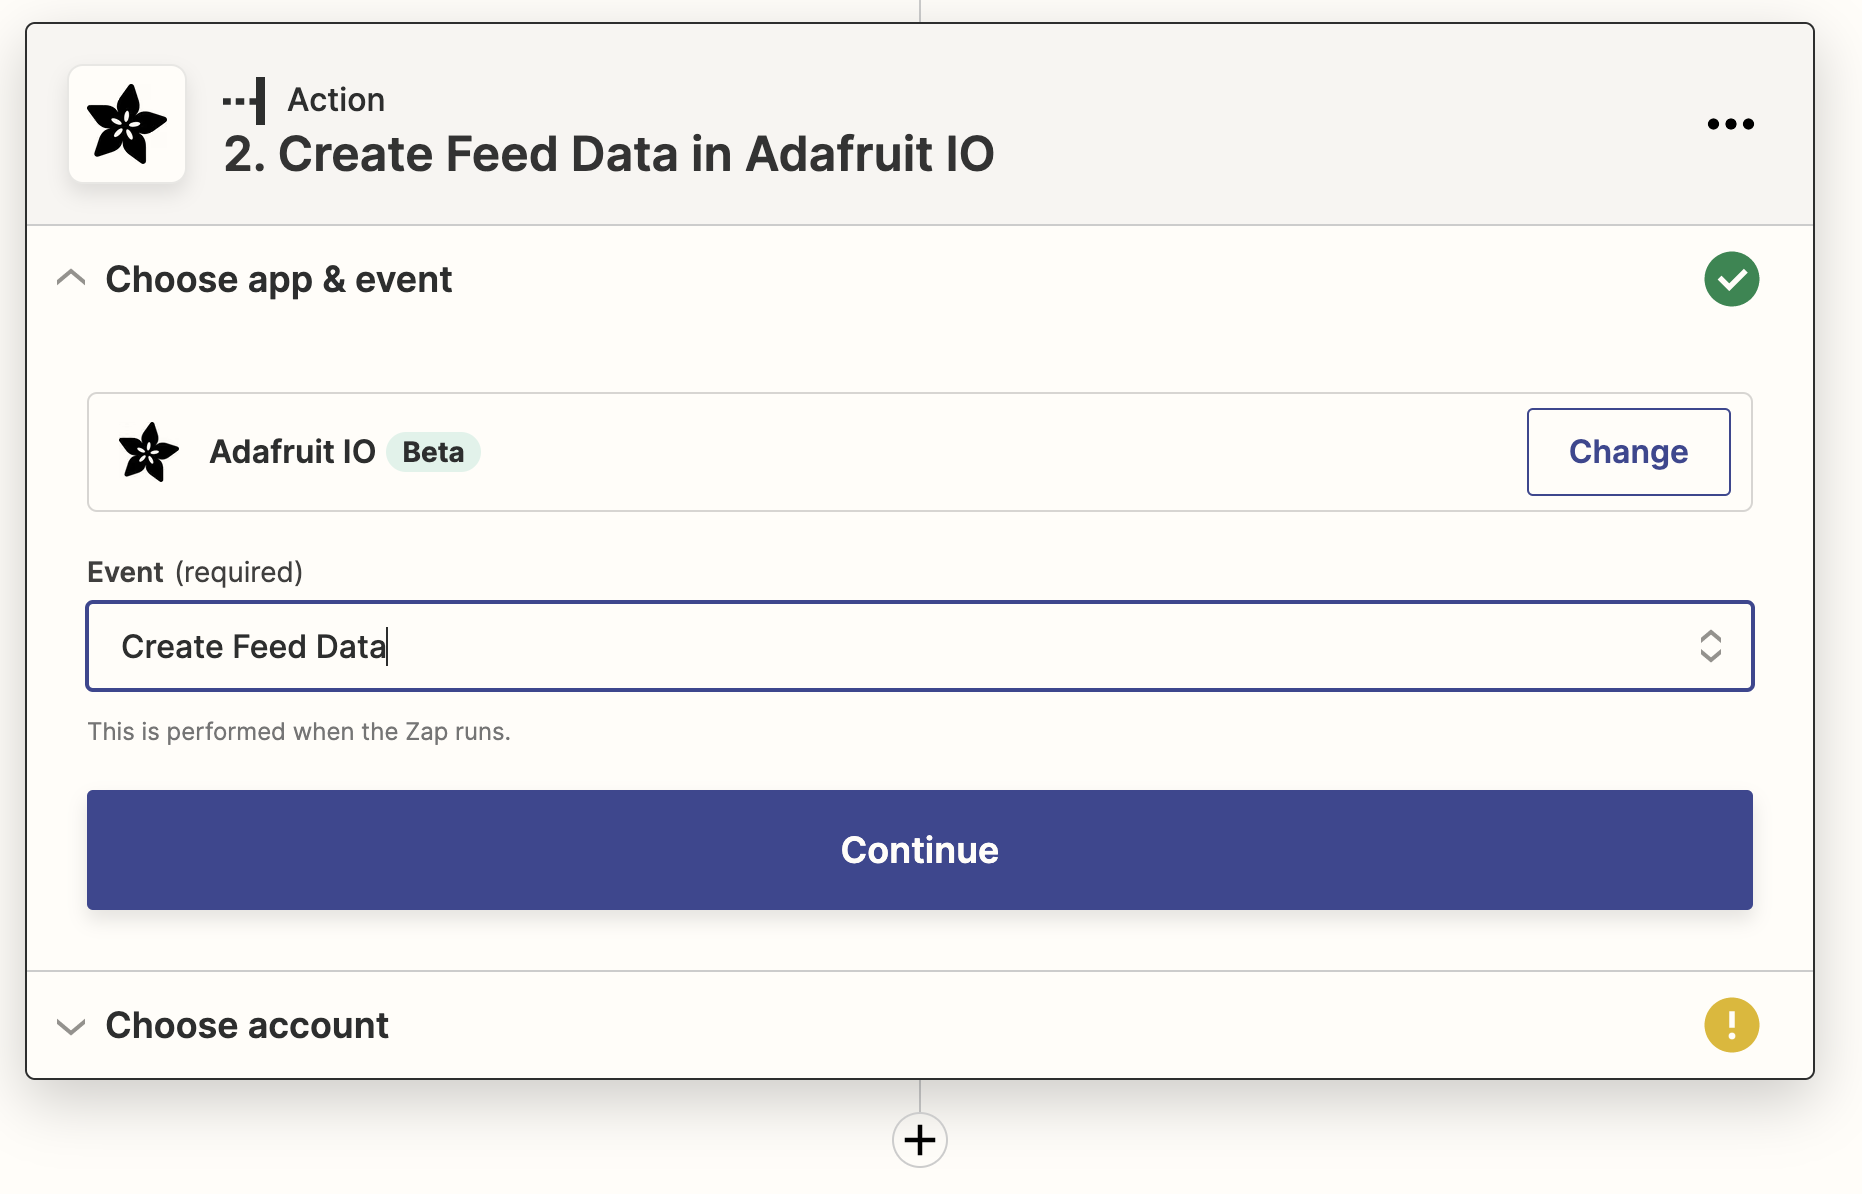 Action
2. Create Feed Data in Adafruit IO
Choose app & event
Adafruit IO Beta
Change
Event (required)
Create Feed Data
This is performed when the Zap runs.
Continue
Choose account